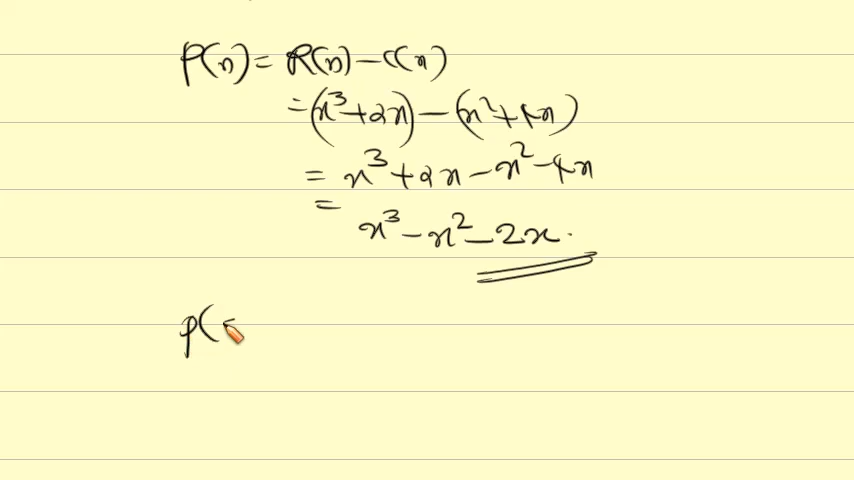 P(x) = R(x) - C(x)
= (x³ + 2x) - (x² + 4x)
= x³ + 2x - x² - 4x
=
x³ - x² - 2x.
P(